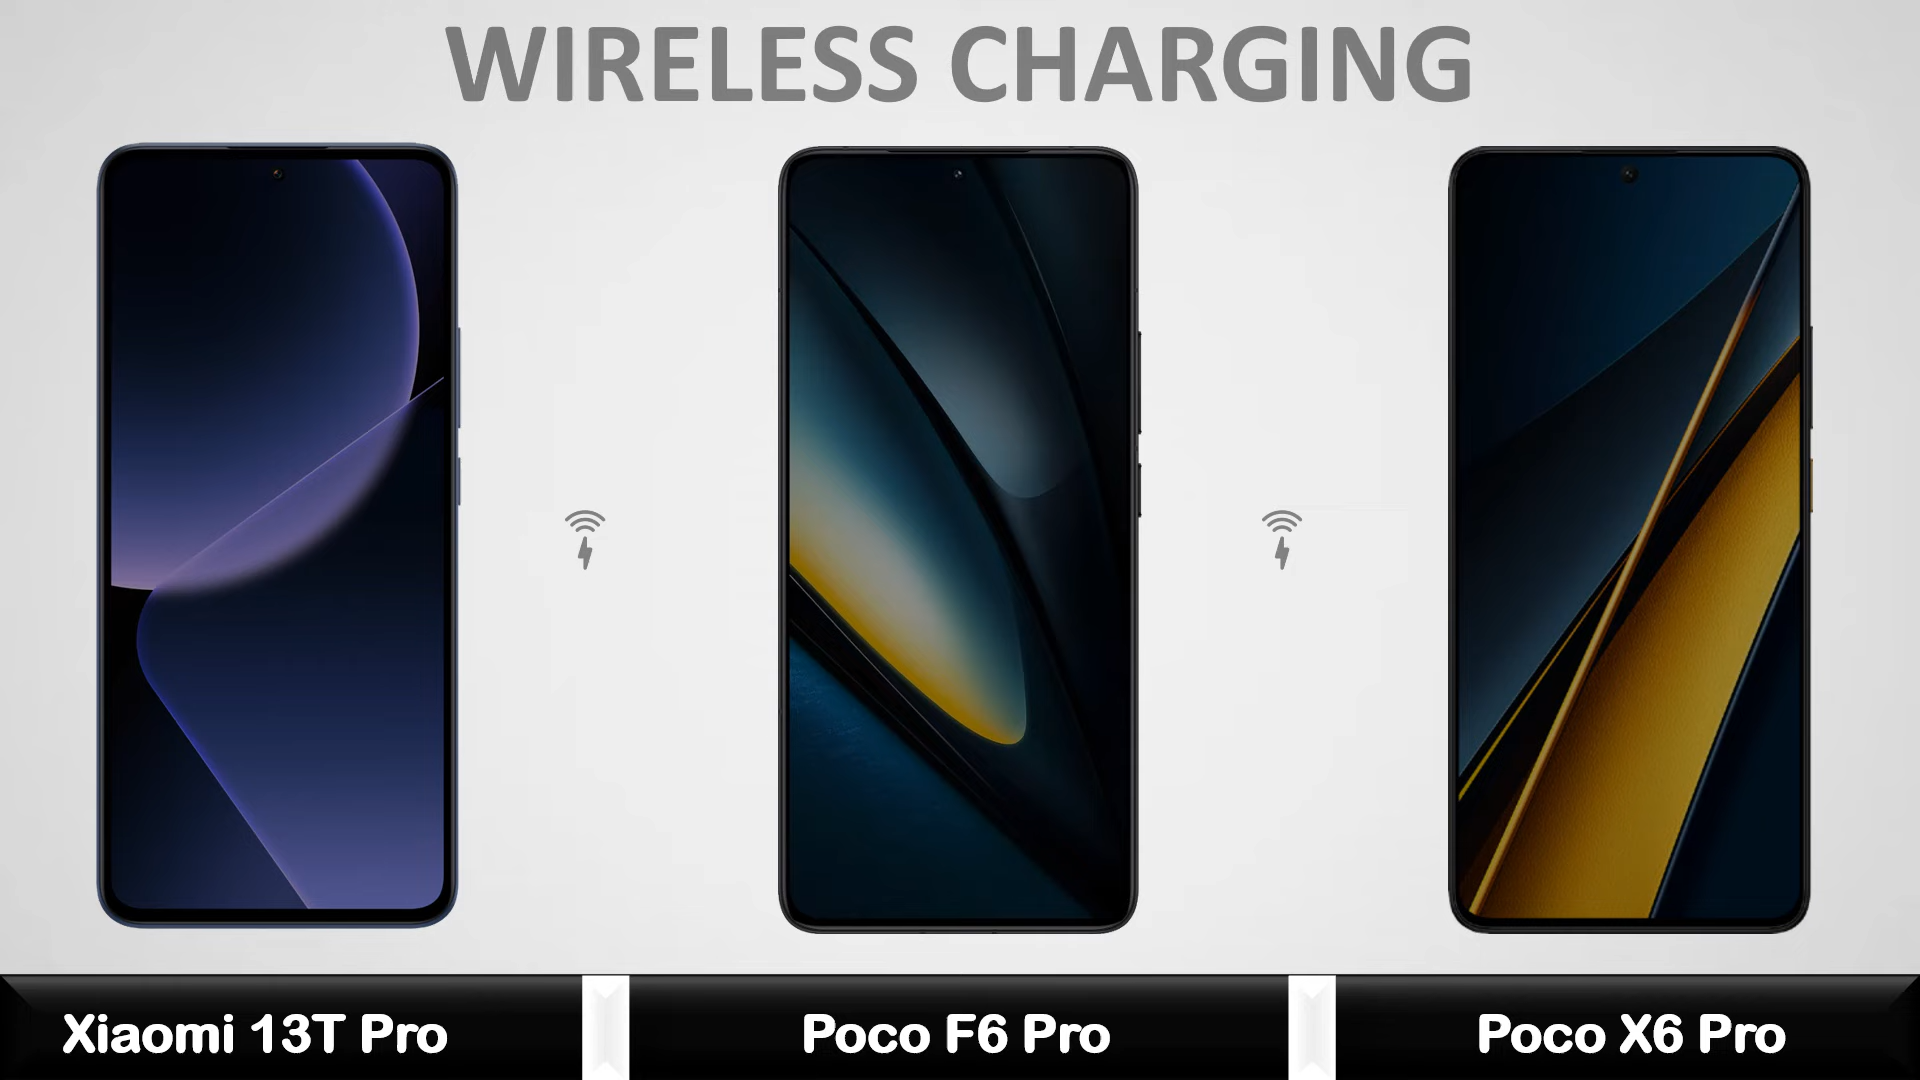 WIRELESS CHARGING
Xiaomi 13T Pro
Poco F6 Pro
Poco X6 Pro